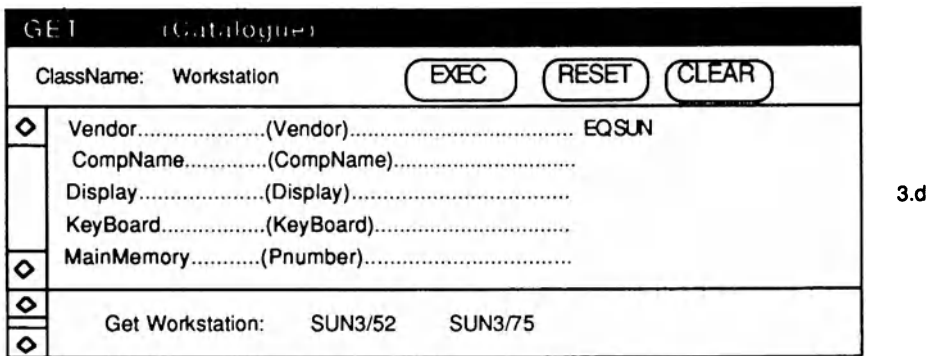 GET (Catalogue)
ClassName: Workstation EXEC RESET CLEAR
Vendor......................(Vendor)...................................... EQSUN
CompName..............(CompName)..............................
Display.....................(Display).....................................
KeyBoard.................(KeyBoard).................................
MainMemory...........(Pnumber)...................................
3.d
Get Workstation: SUN3/52 SUN3/75